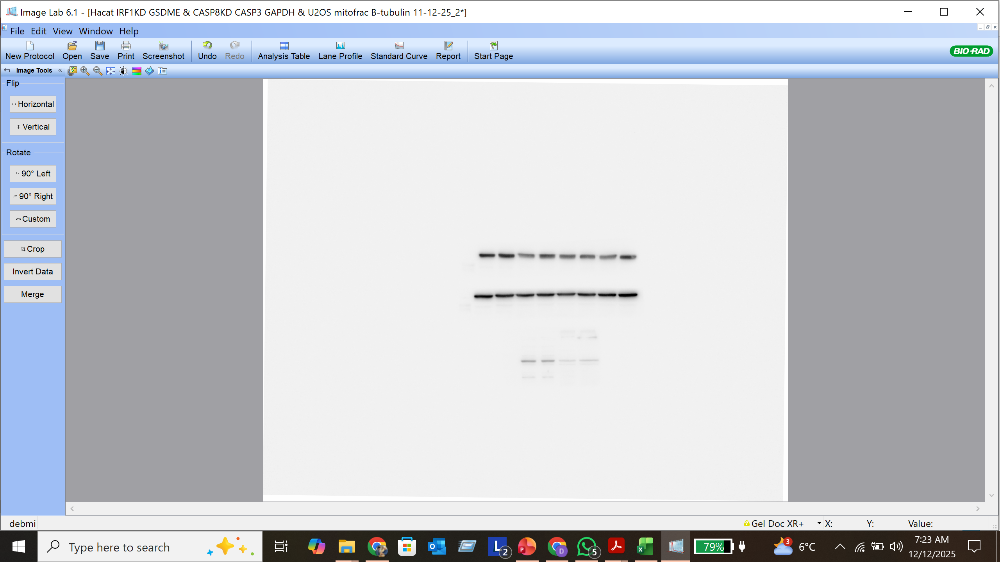 Image Lab 6.1 - [Hacat IRF1KD GSDME & CASP8KD CASP3 GAPDH & U2OS mitofrac B-tubulin 11-12-25_2*]
File Edit View Window Help
New Protocol Open Save Print Screenshot Undo Redo Analysis Table Lane Profile Standard Curve Report Start Page
BIO-RAD
Image Tools «
Flip
Horizontal
Vertical
Rotate
90° Left
90° Right
Custom
Crop
Invert Data
Merge
debmi Gel Doc XR+ X: Y: Value:
Type here to search
2
P
D
5
79%
3
6°C
7:23 AM
12/12/2025